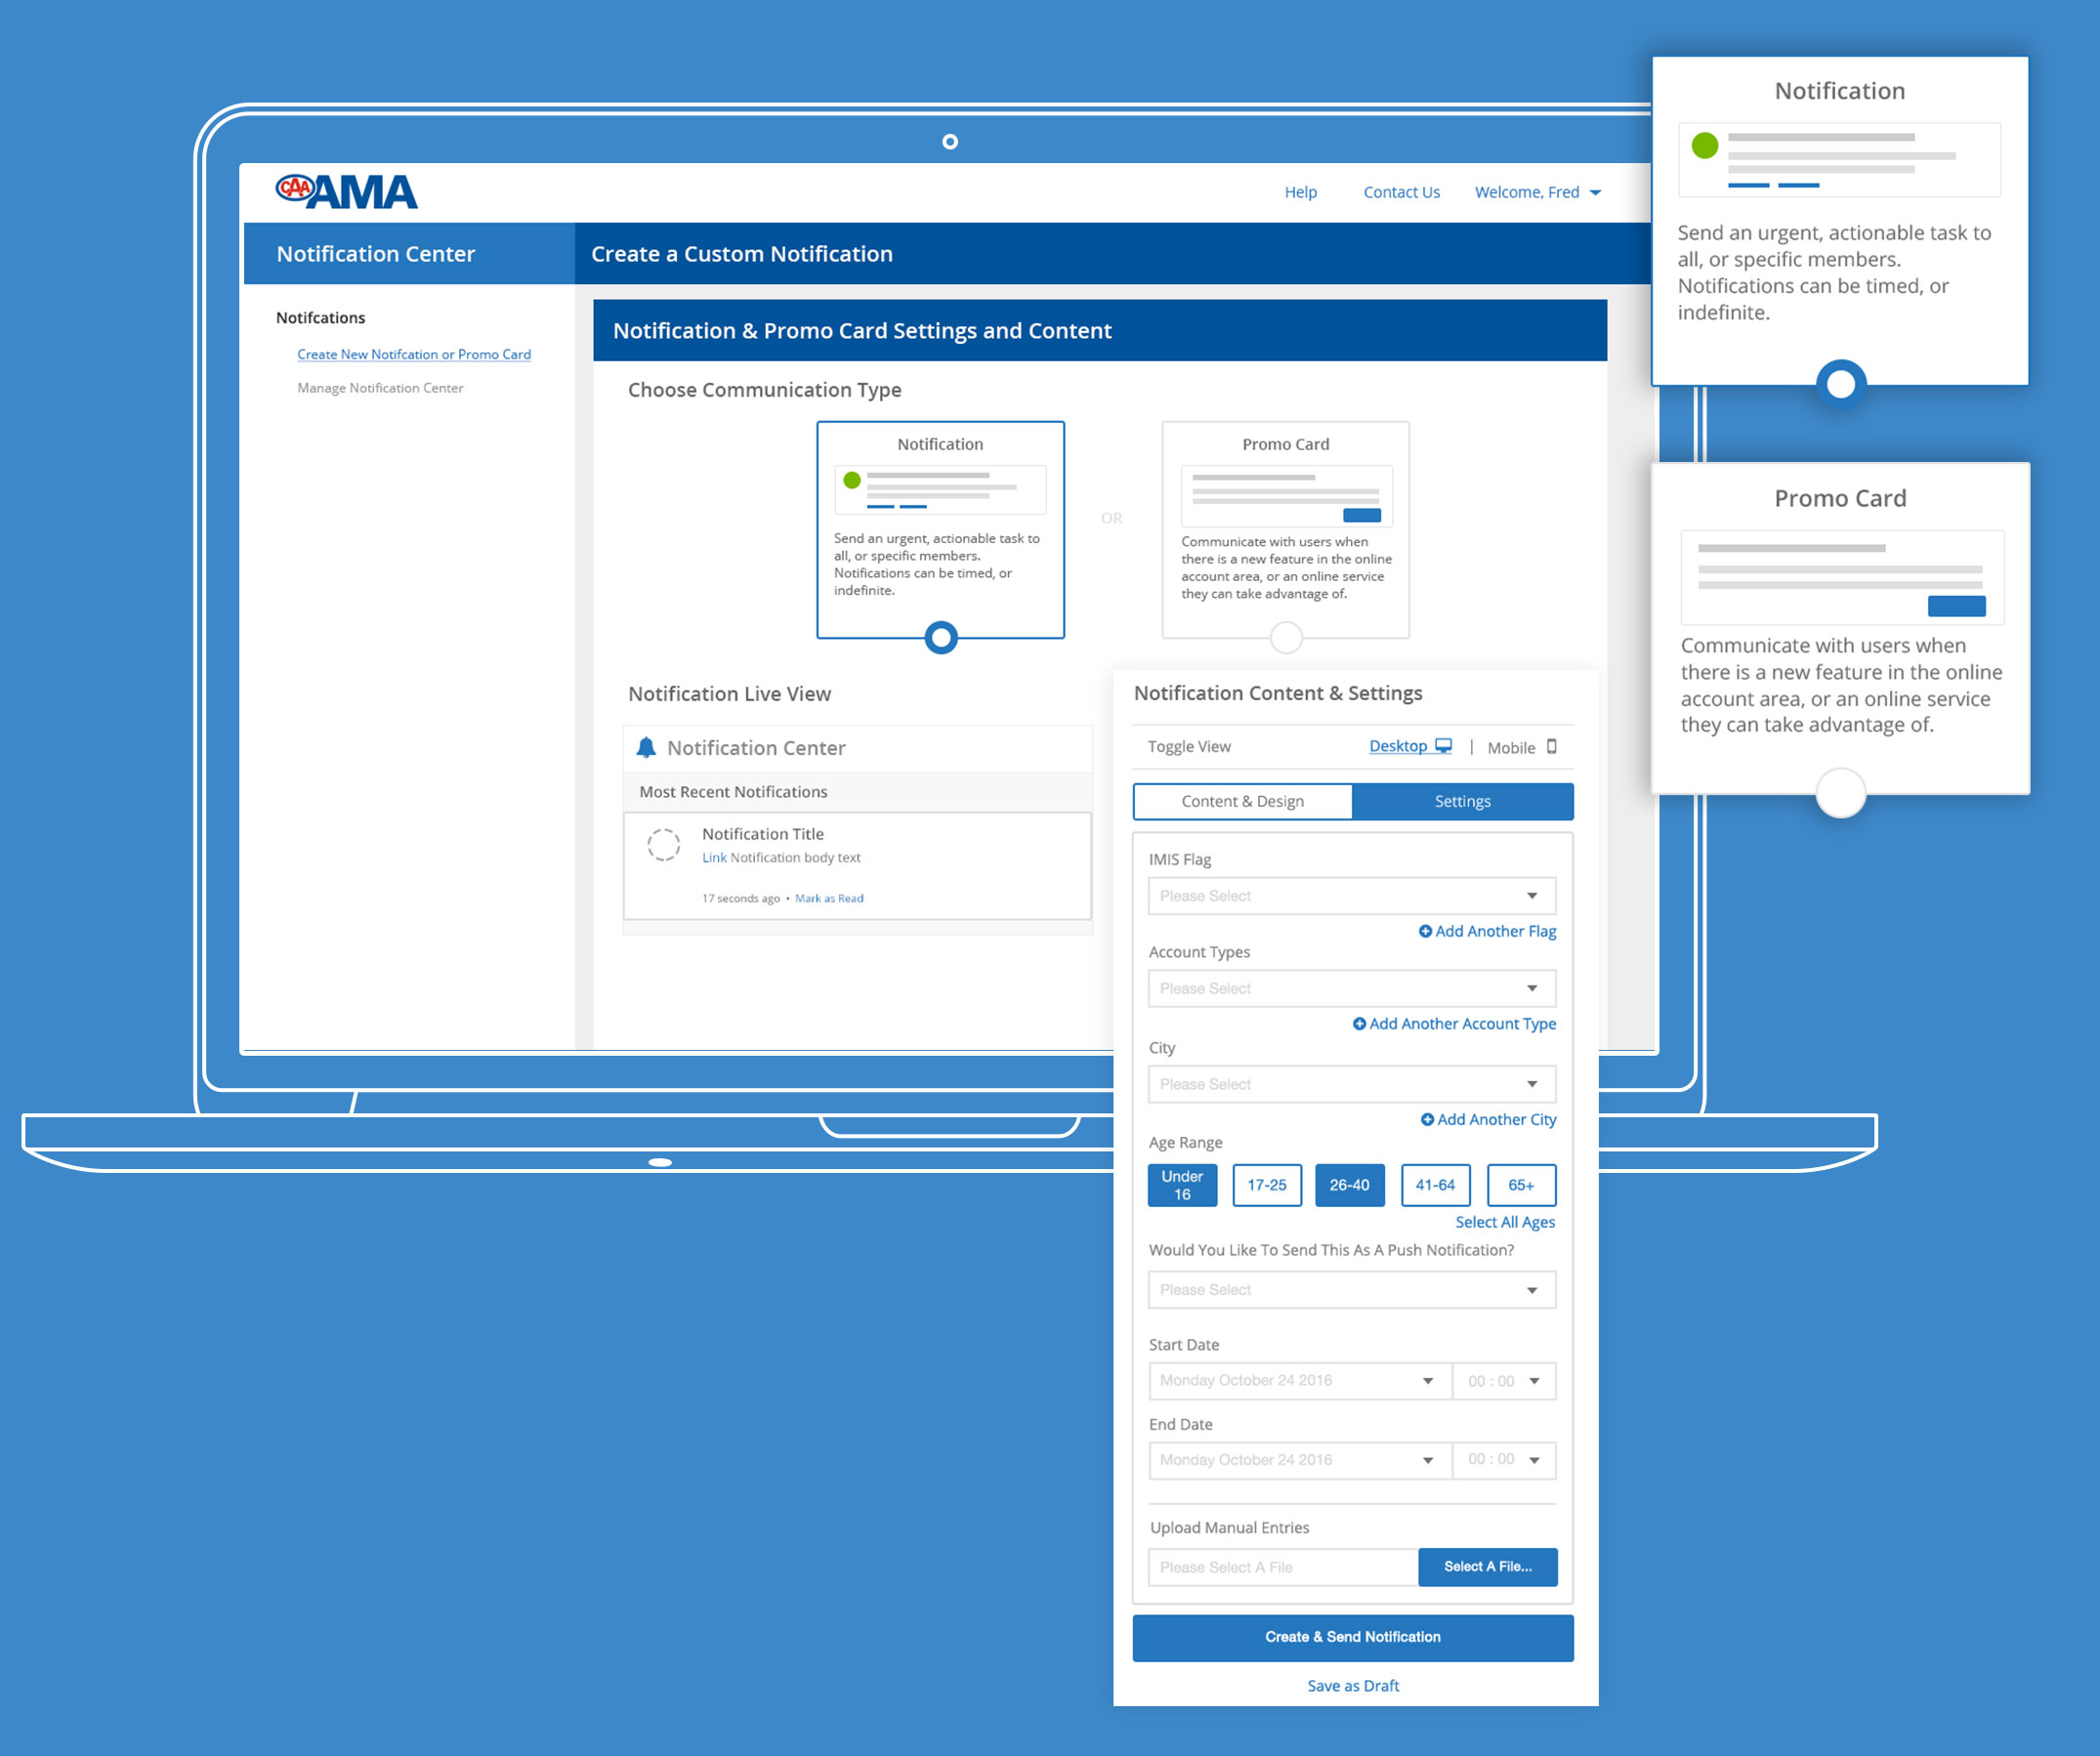 CAA AMA
Help
Contact Us
Welcome, Fred
Notification Center
Create a Custom Notification
Notifcations
Create New Notifcation or Promo Card
Manage Notification Center
Notification & Promo Card Settings and Content
Choose Communication Type
Notification
Send an urgent, actionable task to
all, or specific members.
Notifications can be timed, or
indefinite.
OR
Promo Card
Communicate with users when
there is a new feature in the online
account area, or an online service
they can take advantage of.
Notification Live View
Notification Center
Most Recent Notifications
Notification Title
Link Notification body text
17 seconds ago • Mark as Read
Notification Content & Settings
Toggle View
Desktop | Mobile
Content & Design
Settings
IMIS Flag
Please Select
Add Another Flag
Account Types
Please Select
Add Another Account Type
City
Please Select
Add Another City
Age Range
Under
16
17-25
26-40
41-64
65+
Select All Ages
Would You Like To Send This As A Push Notification?
Please Select
Start Date
Monday October 24 2016
00 : 00
End Date
Monday October 24 2016
00 : 00
Upload Manual Entries
Please Select A File
Select A File...
Create & Send Notification
Save as Draft
Notification
Send an urgent, actionable task to
all, or specific members.
Notifications can be timed, or
indefinite.
Promo Card
Communicate with users when
there is a new feature in the online
account area, or an online service
they can take advantage of.